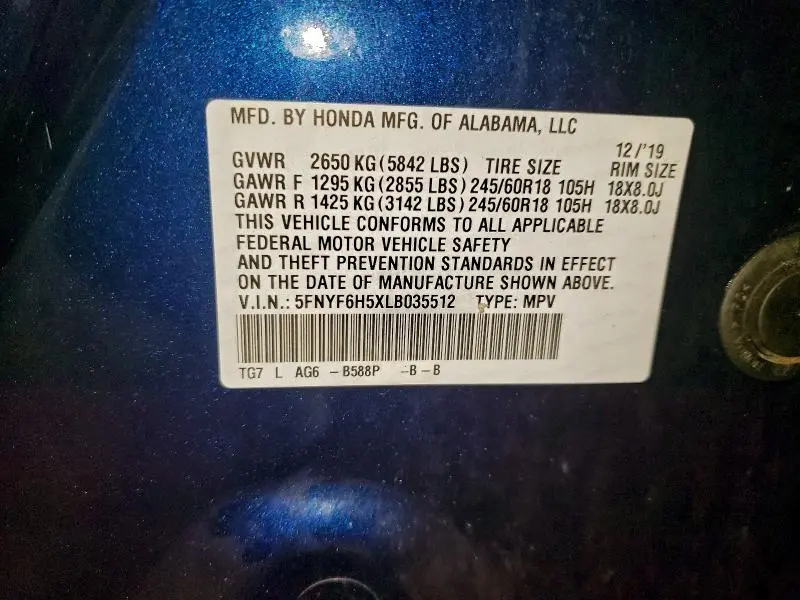 MFD. BY HONDA MFG. OF ALABAMA, LLC
12/'19
GVWR 2650 KG(5842 LBS) TIRE SIZE RIM SIZE
GAWR F 1295 KG(2855 LBS) 245/60R18 105H 18X8.0J
GAWR R 1425 KG(3142 LBS) 245/60R18 105H 18X8.0J
THIS VEHICLE CONFORMS TO ALL APPLICABLE
FEDERAL MOTOR VEHICLE SAFETY
AND THEFT PREVENTION STANDARDS IN EFFECT
ON THE DATE OF MANUFACTURE SHOWN ABOVE.
V.I.N.: 5FNYF6H5XLB035512 TYPE: MPV
TG7 L AG6 -B588P -B-B